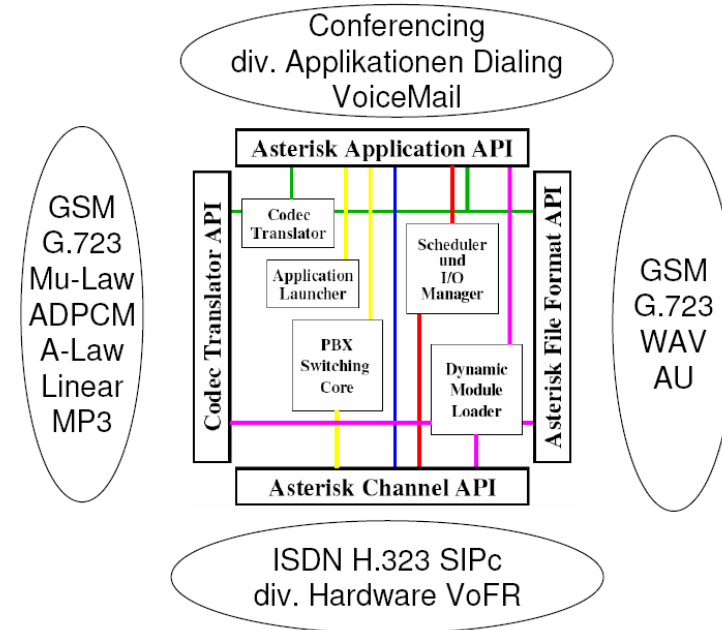 Conferencing
div. Applikationen Dialing
VoiceMail
Asterisk Application API
GSM
G.723
Mu-Law
ADPCM
A-Law
Linear
MP3
Codec Translator API
Codec
Translator
Application
Launcher
PBX
Switching
Core
Scheduler
und
I/O
Manager
Dynamic
Module
Loader
Asterisk File Format API
GSM
G.723
WAV
AU
Asterisk Channel API
ISDN H.323 SIPc
div. Hardware VoFR